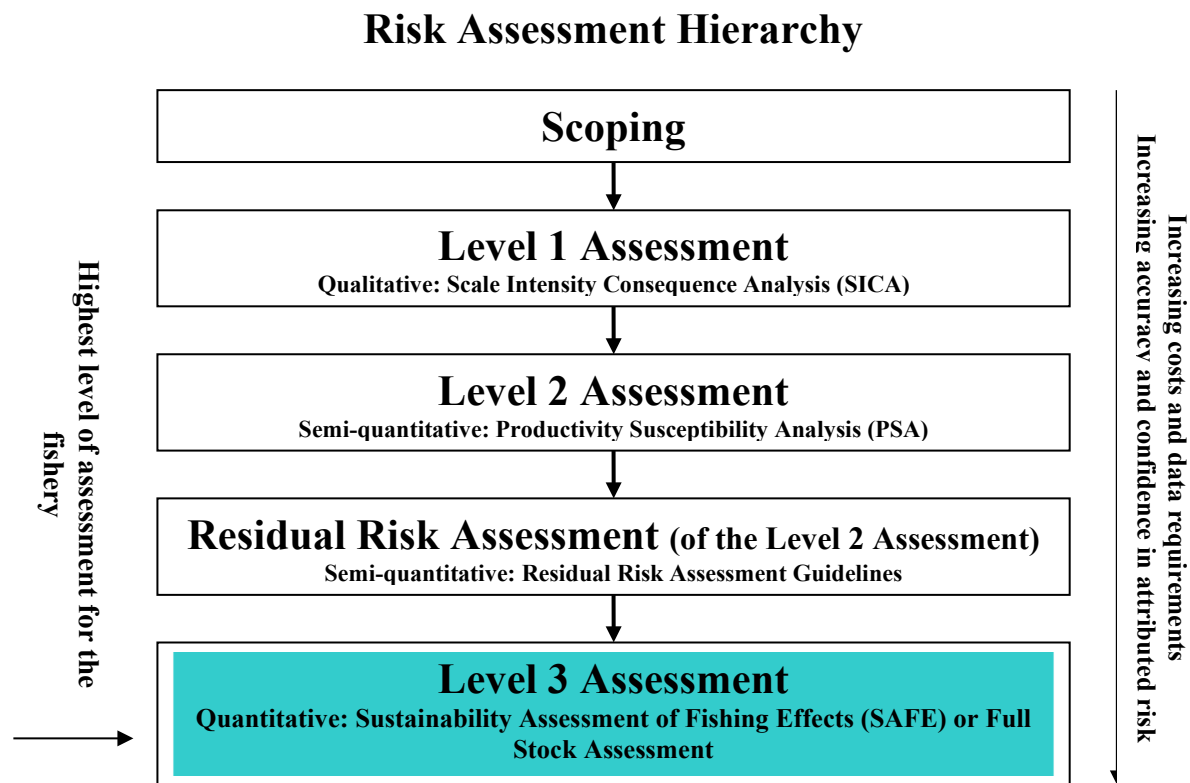 Risk Assessment Hierarchy
Scoping
Level 1 Assessment
Qualitative: Scale Intensity Consequence Analysis (SICA)
Level 2 Assessment
Semi-quantitative: Productivity Susceptibility Analysis (PSA)
Residual Risk Assessment (of the Level 2 Assessment)
Semi-quantitative: Residual Risk Assessment Guidelines
Level 3 Assessment
Quantitative: Sustainability Assessment of Fishing Effects (SAFE) or Full
Stock Assessment
Highest level of assessment for the
fishery
Increasing costs and data requirements
Increasing accuracy and confidence in attributed risk